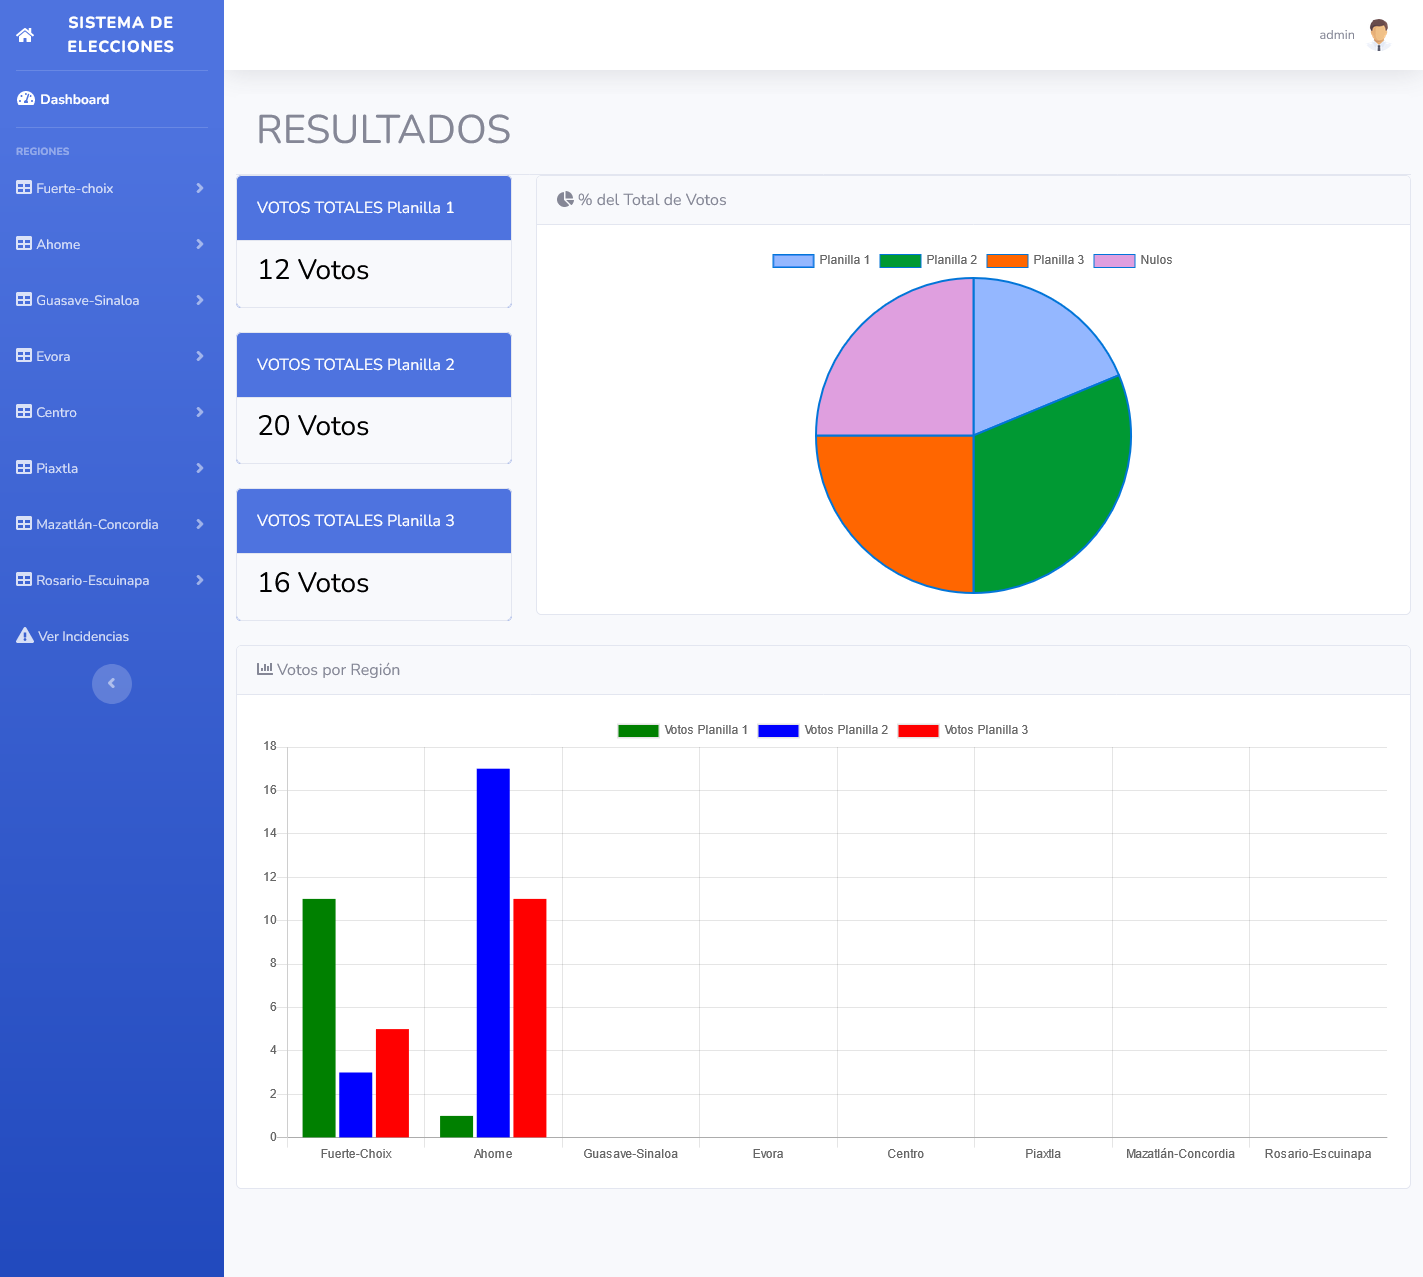 SISTEMA DE
ELECCIONES
Dashboard
REGIONES
Fuerte-choix
Ahome
Guasave-Sinaloa
Evora
Centro
Piaxtla
Mazatlán-Concordia
Rosario-Escuinapa
Ver Incidencias
admin
RESULTADOS
VOTOS TOTALES Planilla 1
12 Votos
VOTOS TOTALES Planilla 2
20 Votos
VOTOS TOTALES Planilla 3
16 Votos
% del Total de Votos
Planilla 1 Planilla 2 Planilla 3 Nulos
Votos por Región
Votos Planilla 1 Votos Planilla 2 Votos Planilla 3
18
16
14
12
10
8
6
4
2
0
Fuerte-Choix Ahome Guasave-Sinaloa Evora Centro Piaxtla Mazatlán-Concordia Rosario-Escuinapa